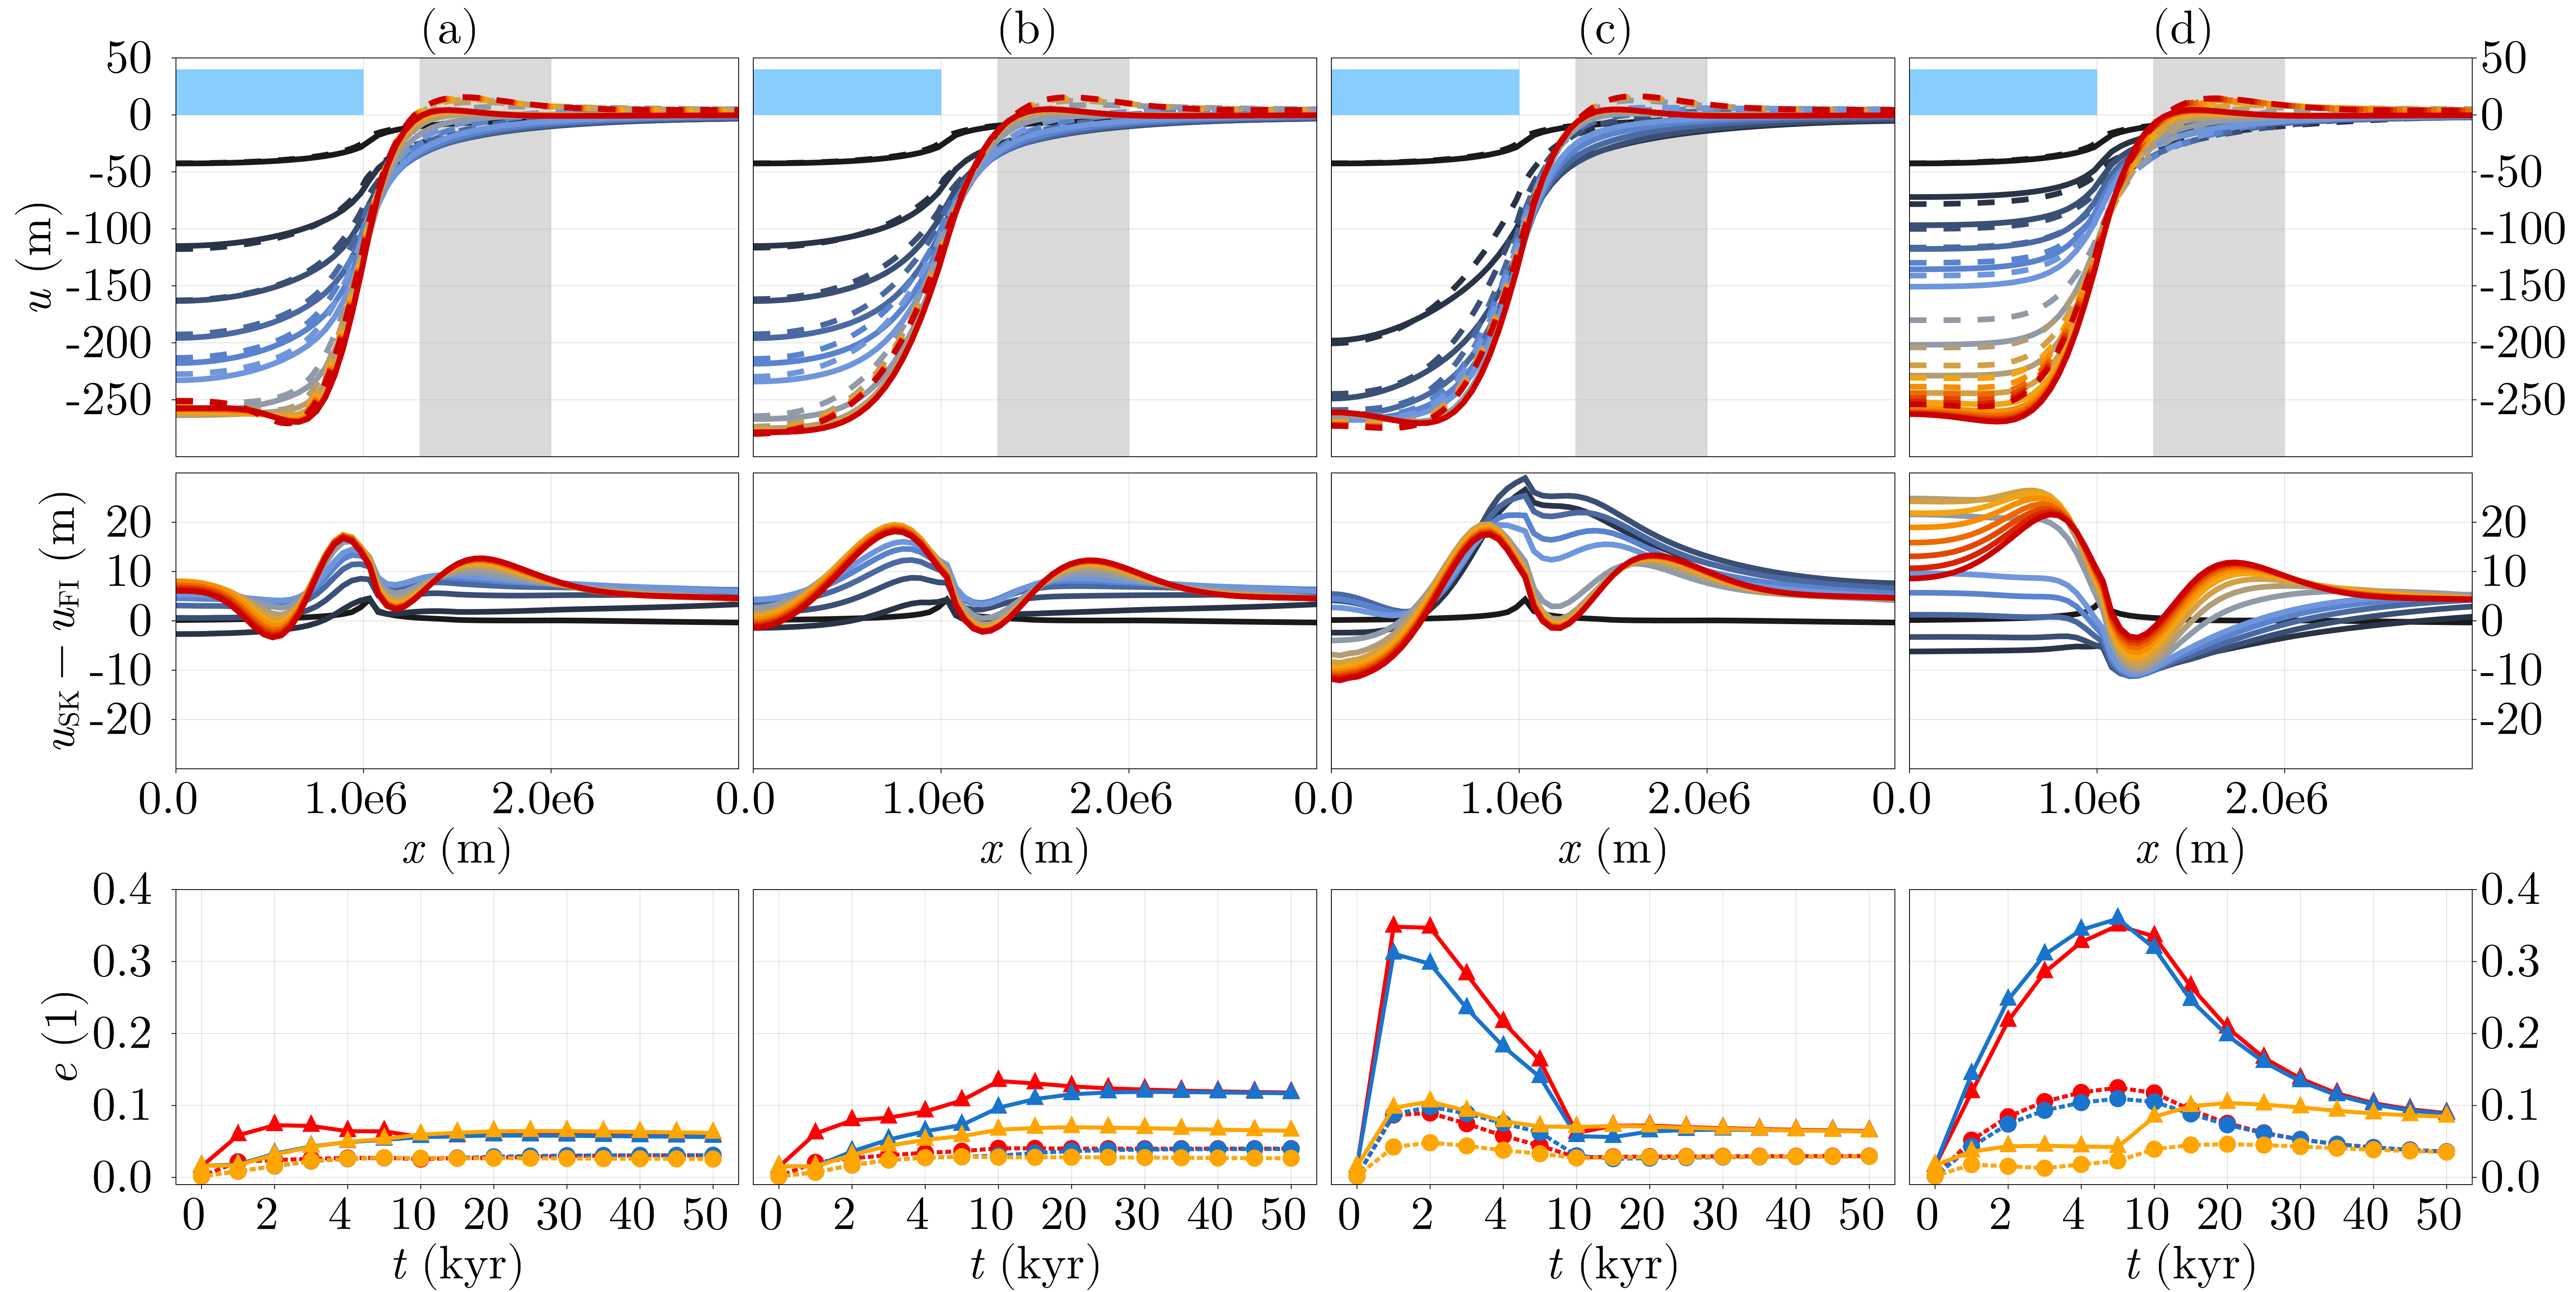 (a) (b) (c) (d)
50 50
0 0
-50 -50
-100 -100
-150 -150
-200 -200
-250 -250
u (m)
20 20
10 10
0 0
-10 -10
-20 -20
u_SK − u_FI (m)
0.0 1.0e6 2.0e6 0.0 1.0e6 2.0e6 0.0 1.0e6 2.0e6 0.0 1.0e6 2.0e6
x (m) x (m) x (m) x (m)
0.4 0.4
0.3 0.3
0.2 0.2
0.1 0.1
0.0 0.0
e (1)
0 2 4 10 20 30 40 50 0 2 4 10 20 30 40 50 0 2 4 10 20 30 40 50 0 2 4 10 20 30 40 50
t (kyr) t (kyr) t (kyr) t (kyr)